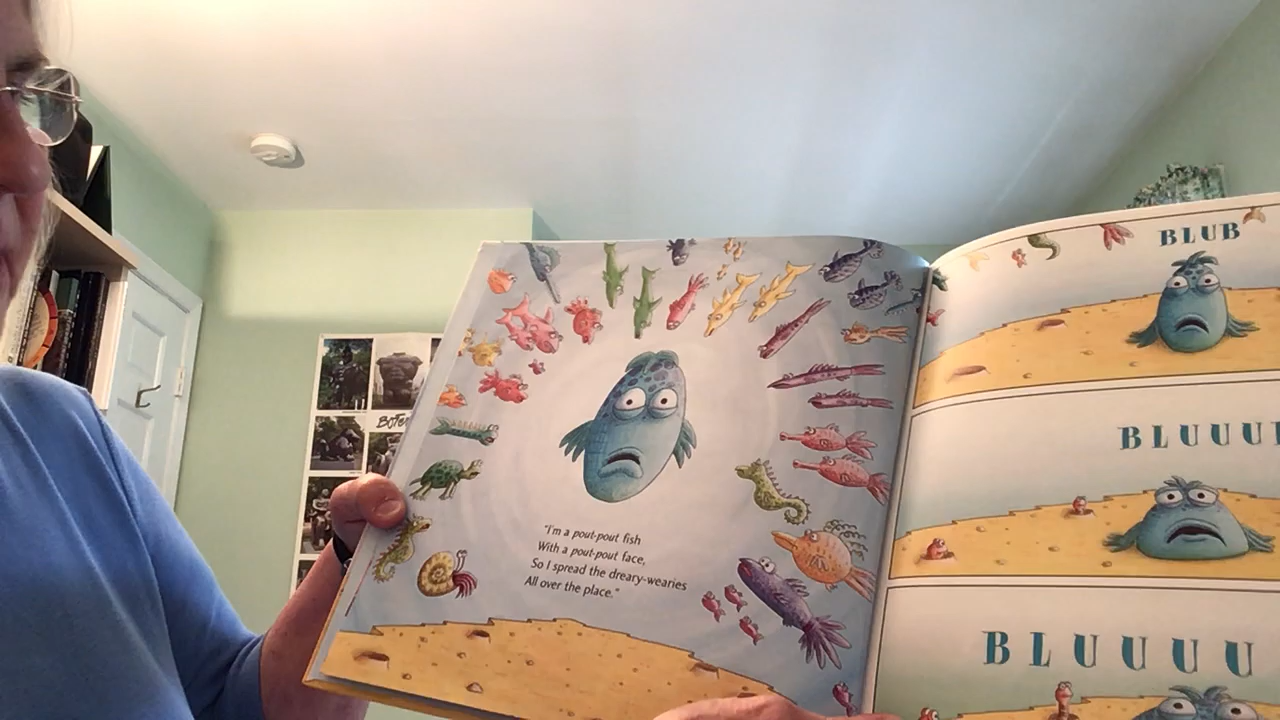 "I'm a pout-pout fish
With a pout-pout face,
So I spread the dreary-wearies
All over the place."
BLUB
BLUUU
BLUUUU